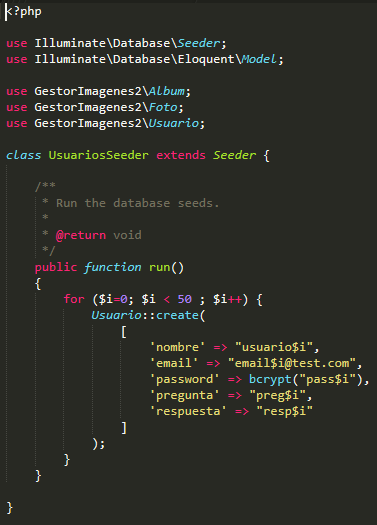 <?php
use Illuminate\Database\Seeder;
use Illuminate\Database\Eloquent\Model;
use GestorImagenes2\Album;
use GestorImagenes2\Foto;
use GestorImagenes2\Usuario;
class UsuariosSeeder extends Seeder {
/**
* Run the database seeds.
*
* @return void
*/
public function run()
{
for ($i=0; $i < 50 ; $i++) {
Usuario::create(
[
'nombre' => "usuario$i",
'email' => "email$i@test.com",
'password' => bcrypt("pass$i"),
'pregunta' => "preg$i",
'respuesta' => "resp$i"
]
);
}
}
}